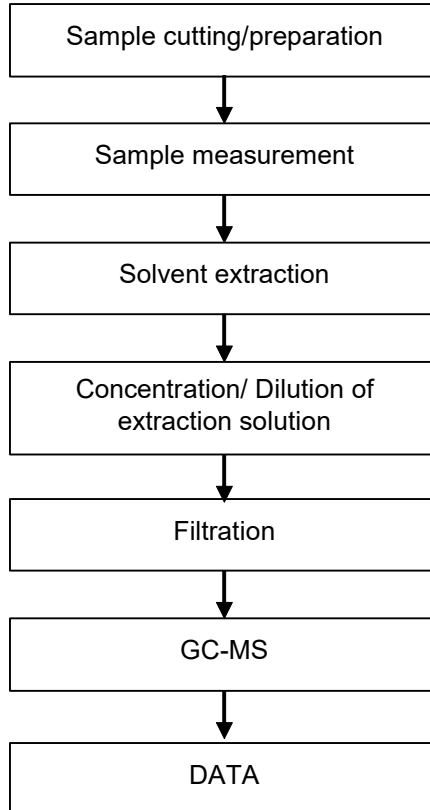 Sample cutting/preparation
Sample measurement
Solvent extraction
Concentration/ Dilution of
extraction solution
Filtration
GC-MS
DATA